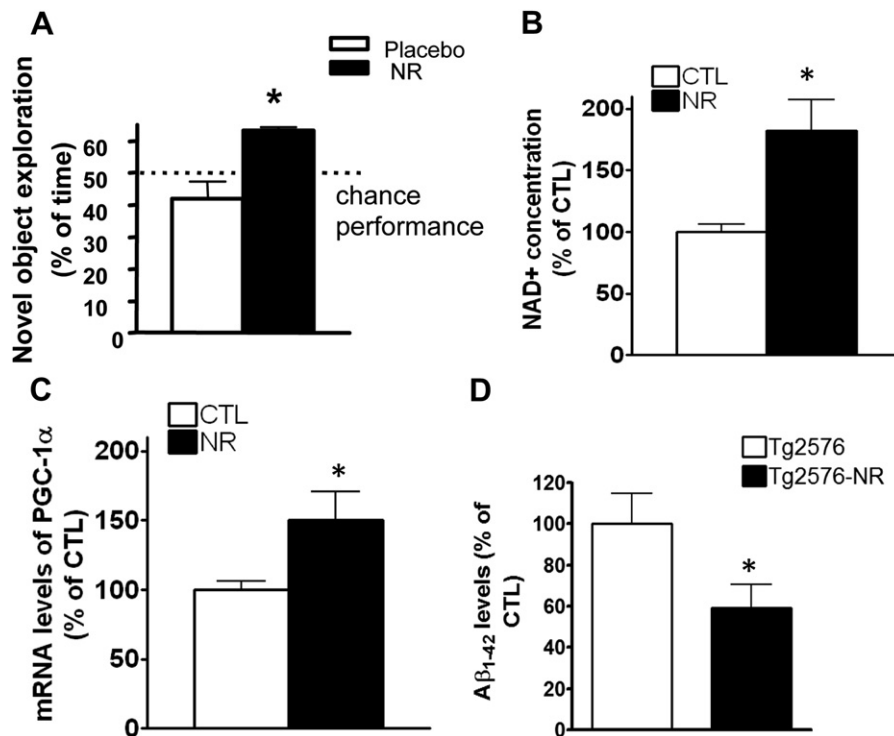 A
Placebo
NR
*
Novel object exploration
(% of time)
60
50
40
30
20
10
0
chance
performance
B
CTL
NR
*
NAD+ concentration
(% of CTL)
200
150
100
50
0
C
CTL
NR
*
mRNA levels of PGC-1α
(% of CTL)
200
150
100
50
0
D
Tg2576
Tg2576-NR
*
Aβ1-42 levels (% of
CTL)
120
100
80
60
40
20
0